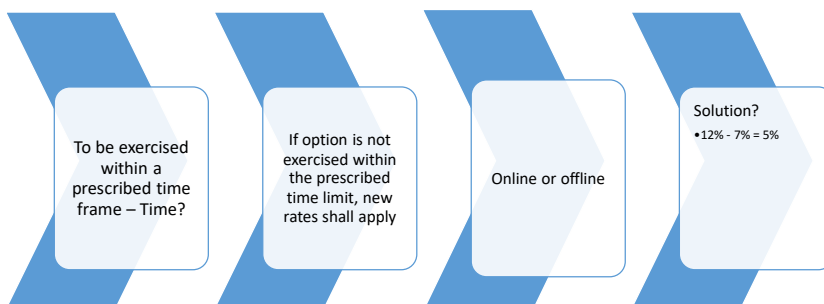 To be exercised
within a
prescribed time
frame – Time?
If option is not
exercised within
the prescribed
time limit, new
rates shall apply
Online or offline
Solution?
•12% - 7% = 5%